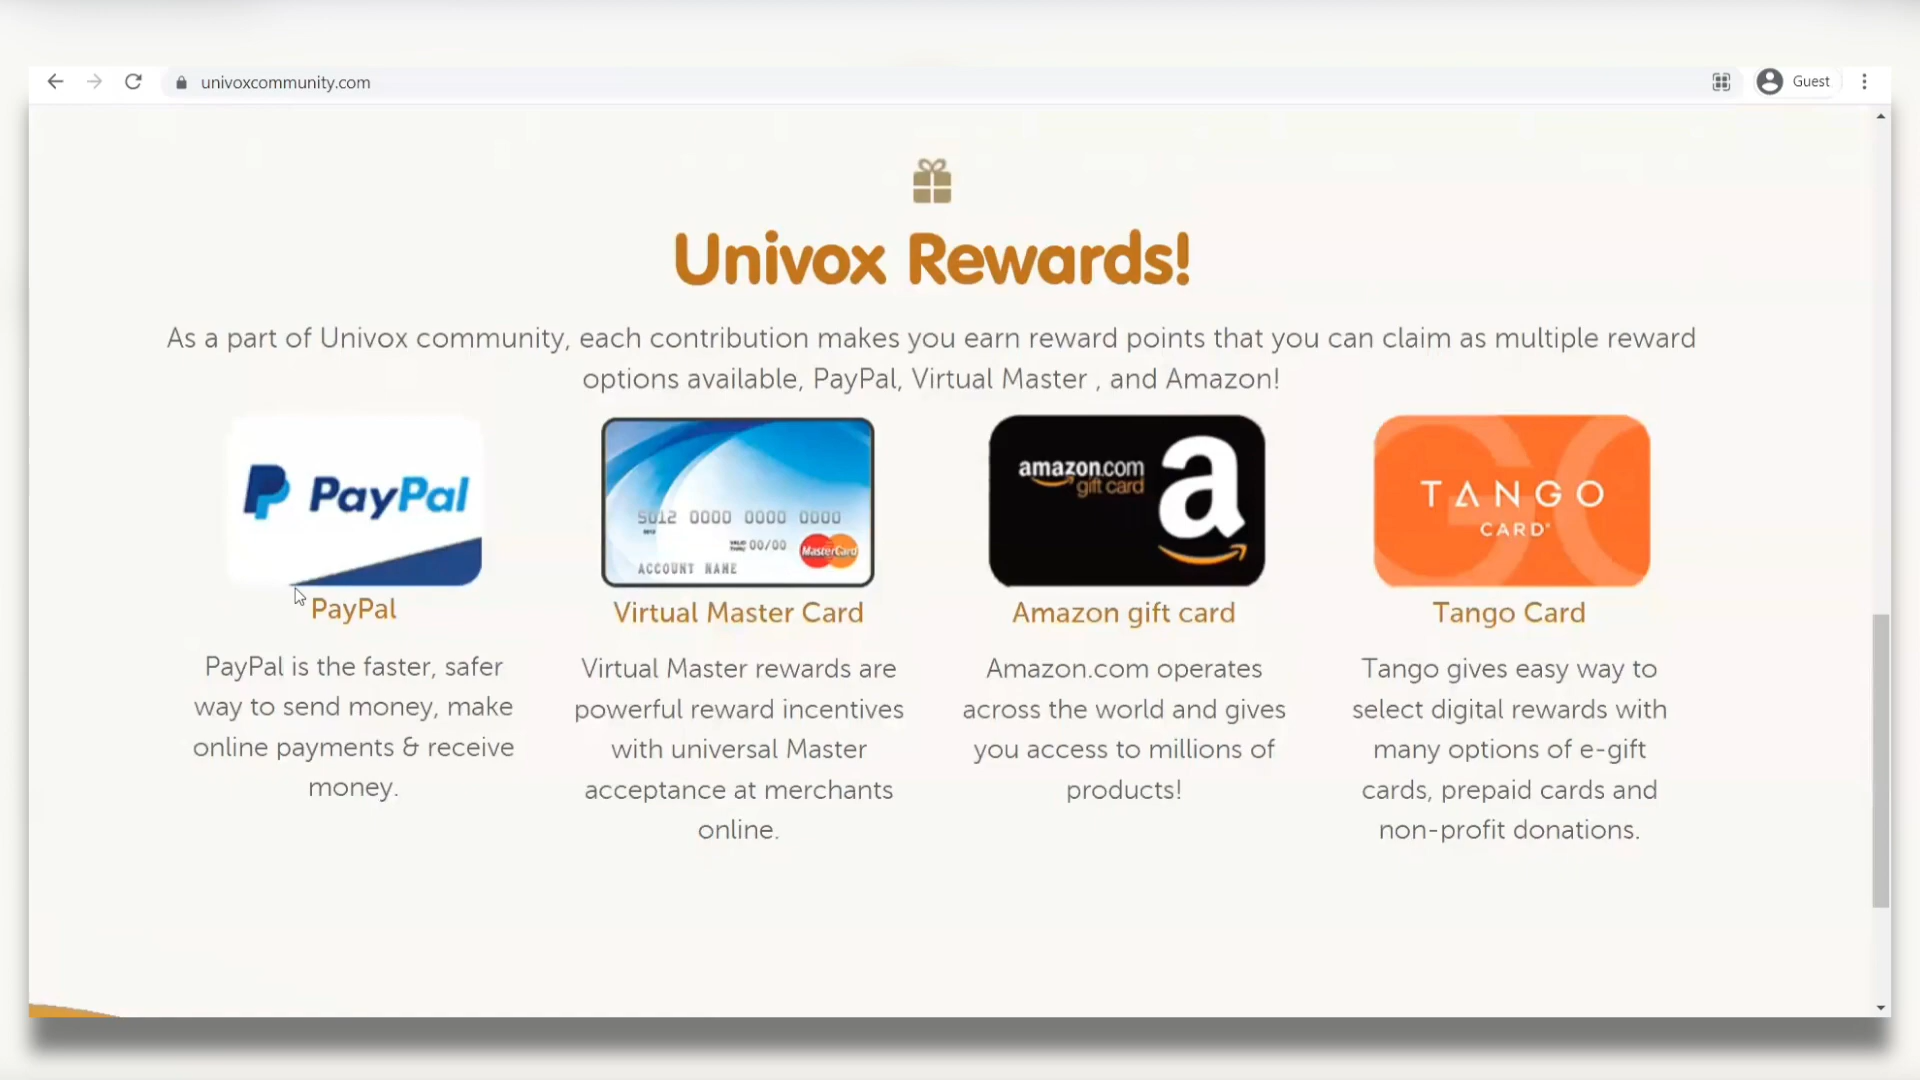 univoxcommunity.com
Guest
Univox Rewards!
As a part of Univox community, each contribution makes you earn reward points that you can claim as multiple reward
options available, PayPal, Virtual Master , and Amazon!
PayPal
5012 0000 0000 0000
00/00
MasterCard
ACCOUNT NAME
amazon.com
gift card
a
TANGO
CARD®
PayPal
PayPal is the faster, safer
way to send money, make
online payments & receive
money.
Virtual Master Card
Virtual Master rewards are
powerful reward incentives
with universal Master
acceptance at merchants
online.
Amazon gift card
Amazon.com operates
across the world and gives
you access to millions of
products!
Tango Card
Tango gives easy way to
select digital rewards with
many options of e-gift
cards, prepaid cards and
non-profit donations.